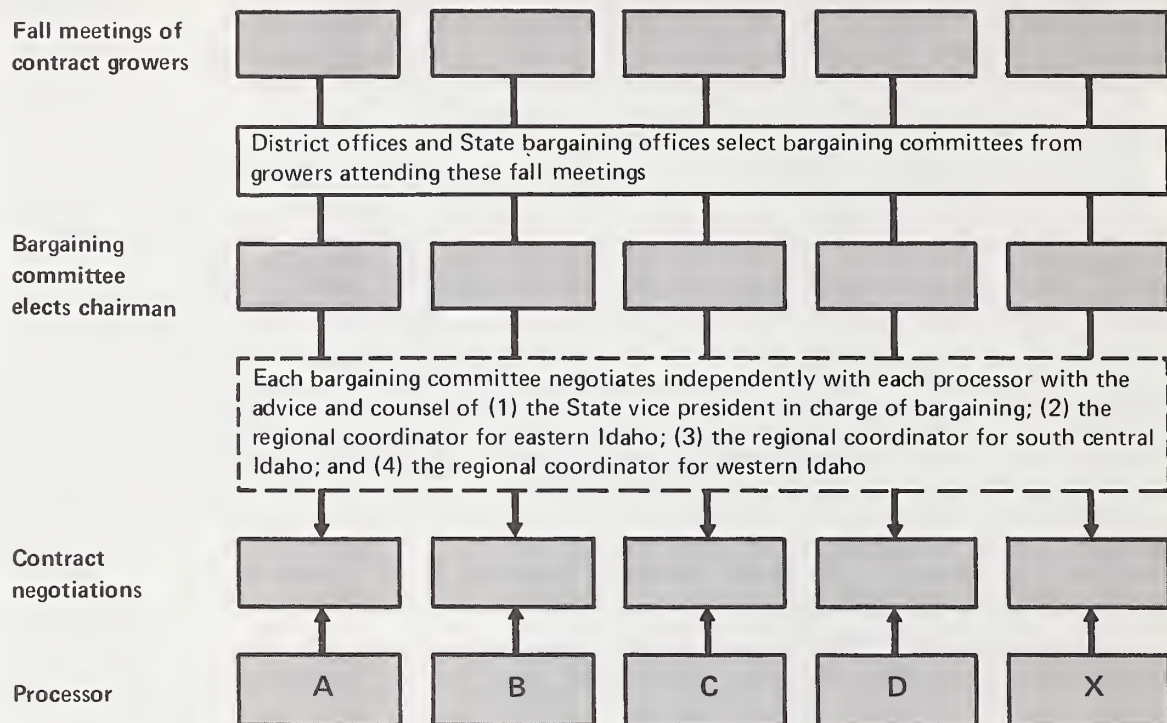 Fall meetings of
contract growers
District offices and State bargaining offices select bargaining committees from
growers attending these fall meetings
Bargaining
committee
elects chairman
Each bargaining committee negotiates independently with each processor with the
advice and counsel of (1) the State vice president in charge of bargaining; (2) the
regional coordinator for eastern Idaho; (3) the regional coordinator for south central
Idaho; and (4) the regional coordinator for western Idaho
Contract
negotiations
Processor
A
B
C
D
X